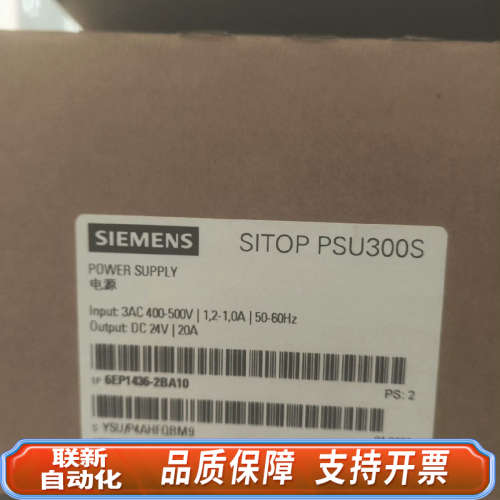 SIEMENS SITOP PSU300S
POWER SUPPLY
电源
Input: 3AC 400-500V | 1,2-1,0A | 50-60Hz
Output: DC 24V | 20A
1P 6EP1436-2BA10
PS: 2
联新 自动化 品质保障 支持开票